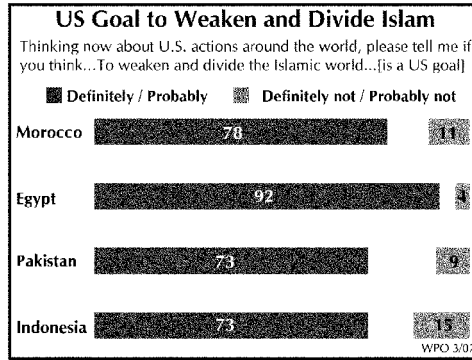 US Goal to Weaken and Divide Islam
Thinking now about U.S. actions around the world, please tell me if
you think...To weaken and divide the Islamic world...[is a US goal]
Definitely / Probably Definitely not / Probably not
Morocco 78 11
Egypt 92 4
Pakistan 73 9
Indonesia 73 15
WPO 3/07